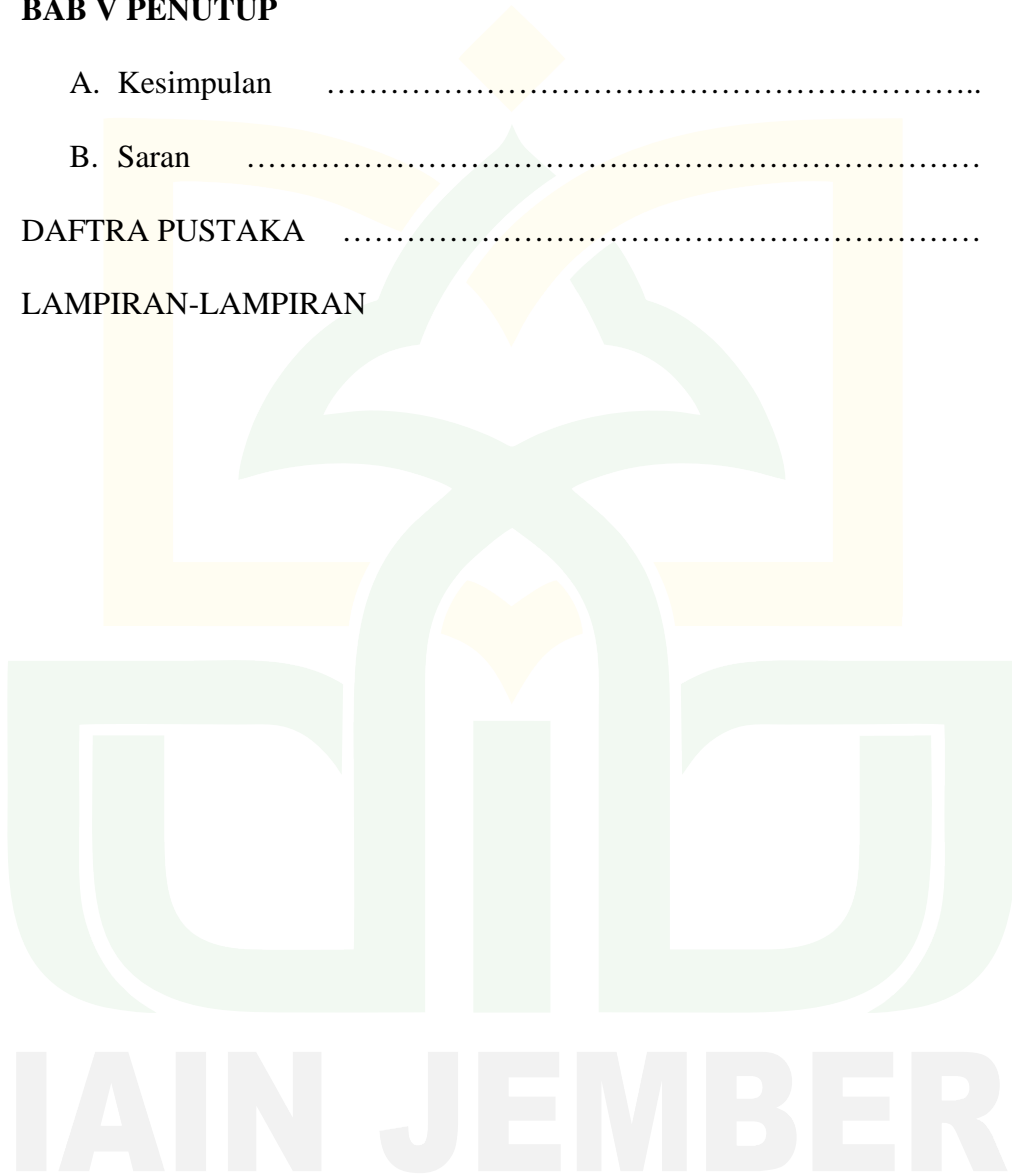 BAB V PENUTUP
A. Kesimpulan ………………………………………………………..
B. Saran ……………………………………………………………
DAFTRA PUSTAKA ……………………………………………………
LAMPIRAN-LAMPIRAN
IAIN JEMBER